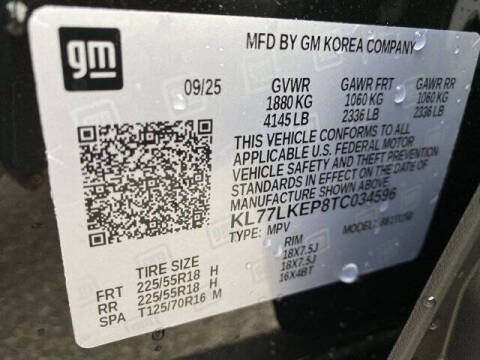 gm
MFD BY GM KOREA COMPANY
09/25
GVWR GAWR FRT GAWR RR
1880 KG 1060 KG 1060 KG
4145 LB 2336 LB 2336 LB
THIS VEHICLE CONFORMS TO ALL
APPLICABLE U.S. FEDERAL MOTOR
VEHICLE SAFETY AND THEFT PREVENTION
STANDARDS IN EFFECT ON THE DATE OF
MANUFACTURE SHOWN ABOVE.
KL77LKEP8TC034596
TYPE: MPV MODEL:
TIRE SIZE RIM
FRT 225/55R18 H 18X7.5J
RR 225/55R18 H 18X7.5J
SPA T125/70R16 M 16X4BT